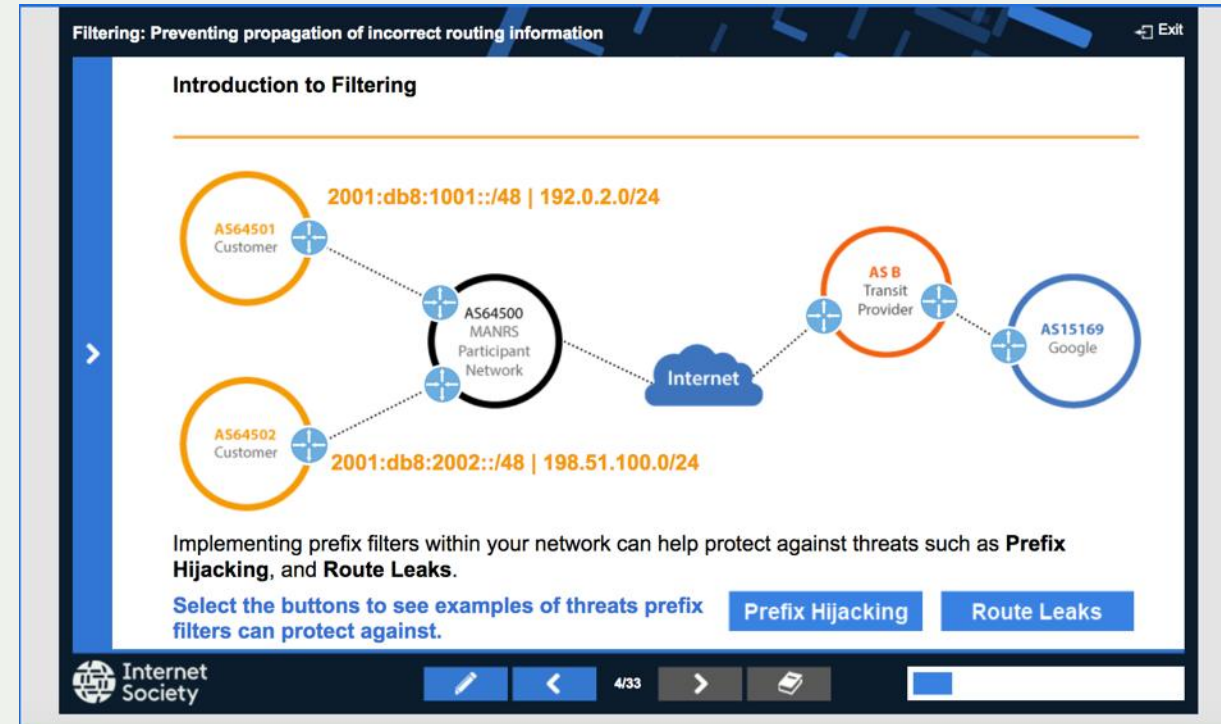 Filtering: Preventing propagation of incorrect routing information
Exit
Introduction to Filtering
2001:db8:1001::/48 | 192.0.2.0/24
AS64501
Customer
AS64500
MANRS
Participant
Network
Internet
AS B
Transit
Provider
AS15169
Google
AS64502
Customer
2001:db8:2002::/48 | 198.51.100.0/24
Implementing prefix filters within your network can help protect against threats such as Prefix
Hijacking, and Route Leaks.
Select the buttons to see examples of threats prefix
filters can protect against.
Prefix Hijacking
Route Leaks
Internet
Society
4/33